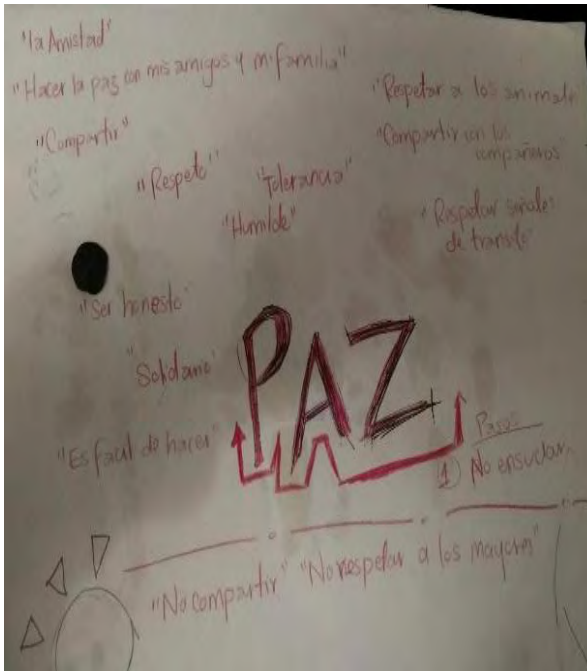 "la Amistad"
"Hacer la paz con mis amigos y mi familia"
"Respetar a los animale
"Compartir"
"Compartir con los
compañeros"
"Respeto"
"Tolerancia"
"Humilde"
"Respetar señales
de transito"
"Ser honesto"
"Solidario"
PAZ
"Es facil de hacer"
Pasos
1) No ensuciar
"No compartir" "No respetar a los mayores"